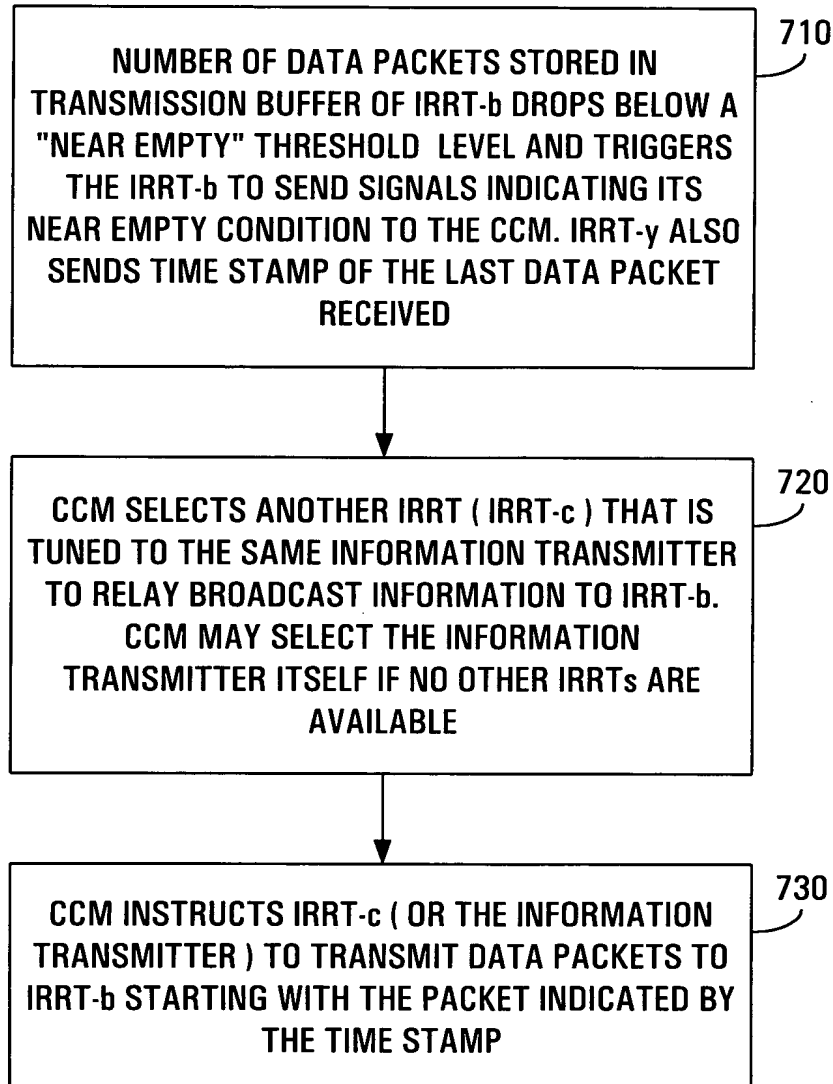 710
NUMBER OF DATA PACKETS STORED IN
TRANSMISSION BUFFER OF IRRT-b DROPS BELOW A
"NEAR EMPTY" THRESHOLD LEVEL AND TRIGGERS
THE IRRT-b TO SEND SIGNALS INDICATING ITS
NEAR EMPTY CONDITION TO THE CCM. IRRT-y ALSO
SENDS TIME STAMP OF THE LAST DATA PACKET
RECEIVED
720
CCM SELECTS ANOTHER IRRT ( IRRT-c ) THAT IS
TUNED TO THE SAME INFORMATION TRANSMITTER
TO RELAY BROADCAST INFORMATION TO IRRT-b.
CCM MAY SELECT THE INFORMATION
TRANSMITTER ITSELF IF NO OTHER IRRTs ARE
AVAILABLE
730
CCM INSTRUCTS IRRT-c ( OR THE INFORMATION
TRANSMITTER ) TO TRANSMIT DATA PACKETS TO
IRRT-b STARTING WITH THE PACKET INDICATED BY
THE TIME STAMP